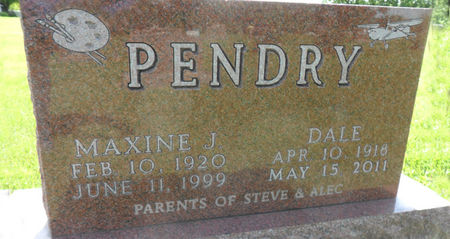 PENDRY
MAXINE J.
FEB. 10, 1920
JUNE 11, 1999
DALE
APR. 10, 1918
MAY 15, 2011
PARENTS OF STEVE & ALEC